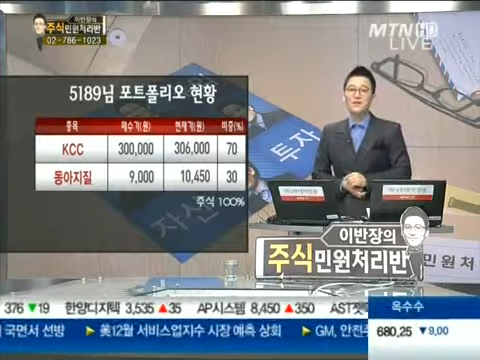 이반장의
주식민원처리반
02-786-1023
MTN HD
LIVE
5189님 포트폴리오 현황
종목 매수가(원) 현재가(원) 비중(%)
KCC 300,000 306,000 70
동아지질 9,000 10,450 30
주식 100%
투자
자산
이반장의
주식민원처리반
민원처
376 ▼19 한양디지텍 3,535 ▲35 AP시스템 8,450 ▲350 AST젯
옥수수
680,25 ▼9,00
국면서 선방 ▶ 美12월 서비스업지수 시장 예측 상회 ▶ GM, 안전